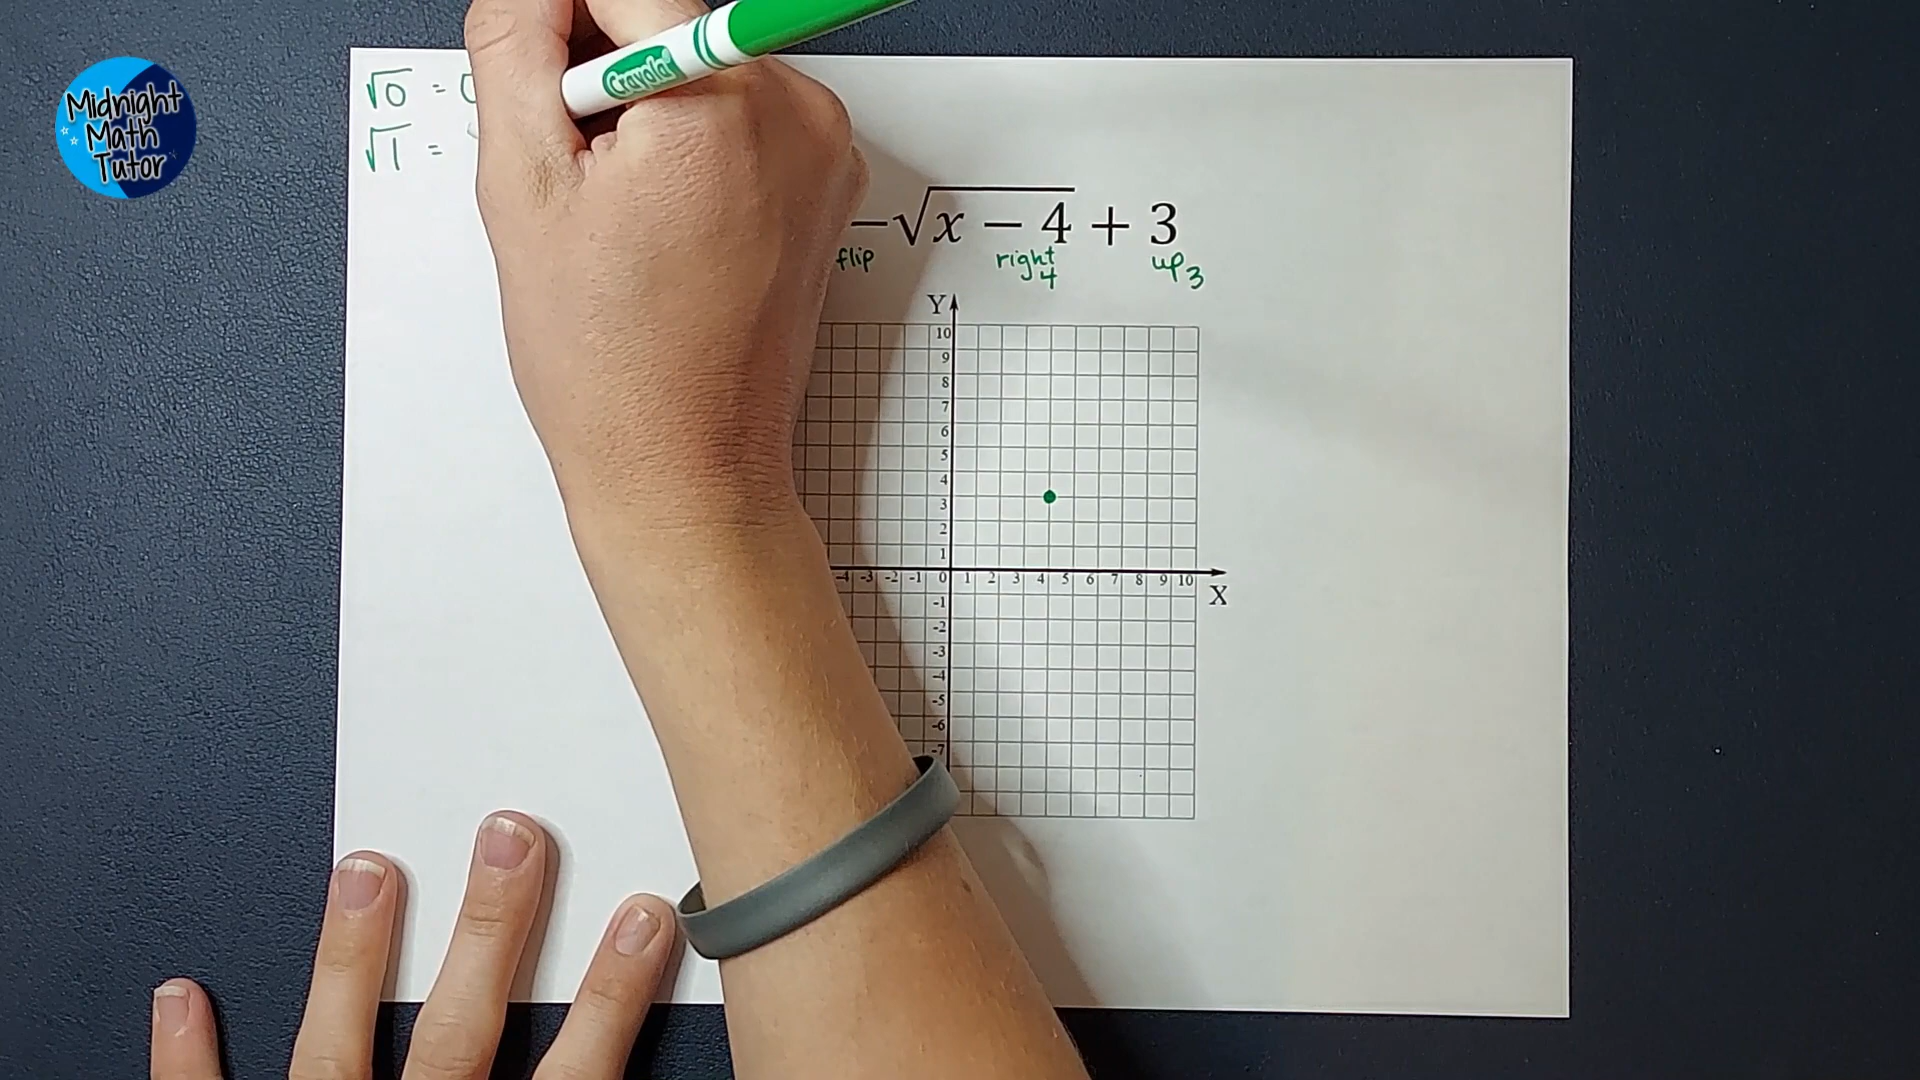 Midnight
Math
Tutor
√0 = 0
√1 =
Crayola
−√x − 4 + 3
flip right 4 up 3
Y
10
9
8
7
6
5
4
3
2
1
-4 -3 -2 -1 0 1 2 3 4 5 6 7 8 9 10
X
-1
-2
-3
-4
-5
-6
-7